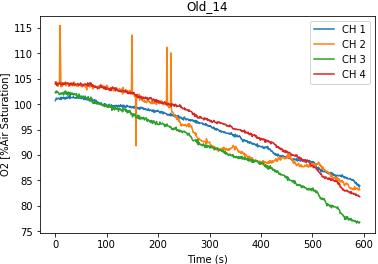 Old_14
O2 [%Air Saturation]
115
110
105
100
95
90
85
80
75
CH 1
CH 2
CH 3
CH 4
0 100 200 300 400 500 600
Time (s)